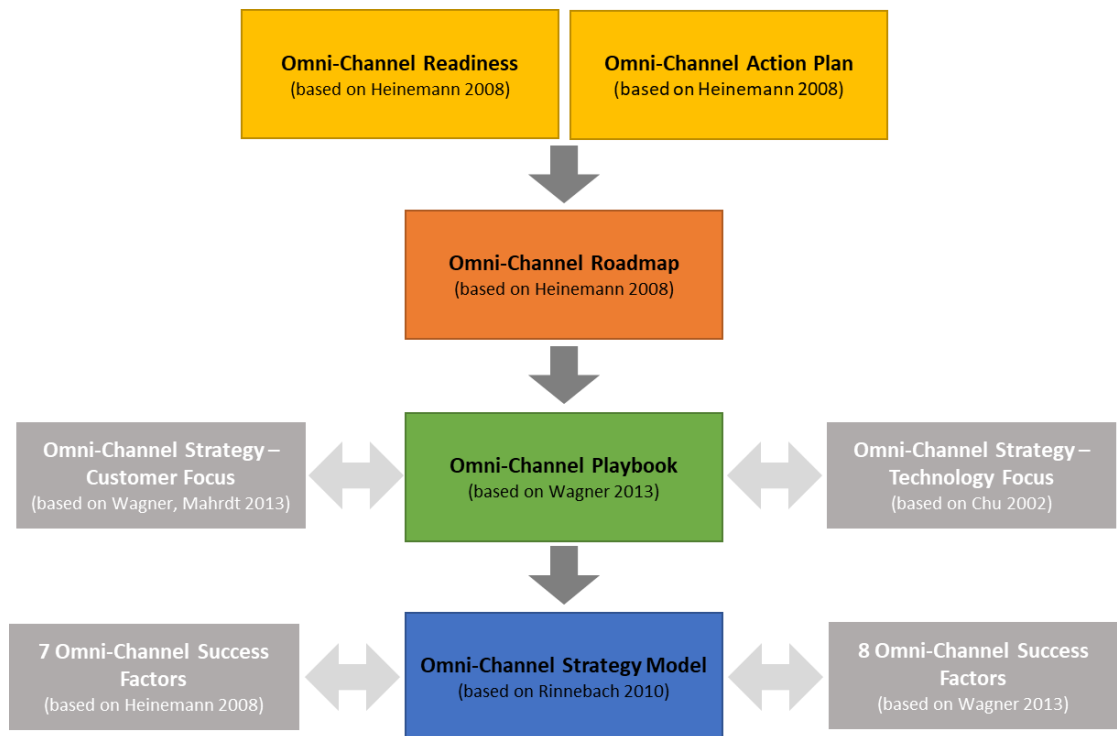 Omni-Channel Readiness
(based on Heinemann 2008)
Omni-Channel Action Plan
(based on Heinemann 2008)
Omni-Channel Roadmap
(based on Heinemann 2008)
Omni-Channel Strategy –
Customer Focus
(based on Wagner, Mahrdt 2013)
Omni-Channel Playbook
(based on Wagner 2013)
Omni-Channel Strategy –
Technology Focus
(based on Chu 2002)
7 Omni-Channel Success
Factors
(based on Heinemann 2008)
Omni-Channel Strategy Model
(based on Rinnebach 2010)
8 Omni-Channel Success
Factors
(based on Wagner 2013)